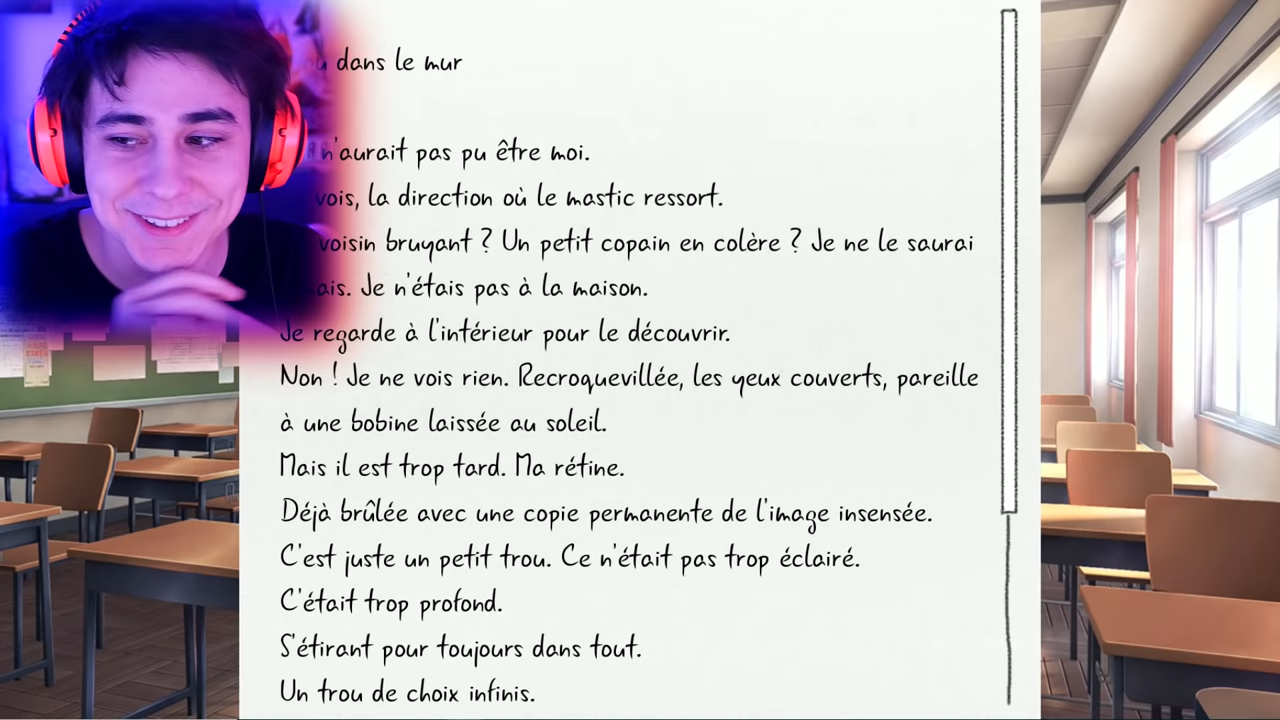 dans le mur
n'aurait pas pu être moi.
vois, la direction où le mastic ressort.
voisin bruyant ? Un petit copain en colère ? Je ne le saurai
Je n'étais pas à la maison.
Je regarde à l'intérieur pour le découvrir.
Non ! Je ne vois rien. Recroquevillée, les yeux couverts, pareille
à une bobine laissée au soleil.
Mais il est trop tard. Ma rétine.
Déjà brûlée avec une copie permanente de l'image insensée.
C'est juste un petit trou. Ce n'était pas trop éclairé.
C'était trop profond.
S'étirant pour toujours dans tout.
Un trou de choix infinis.